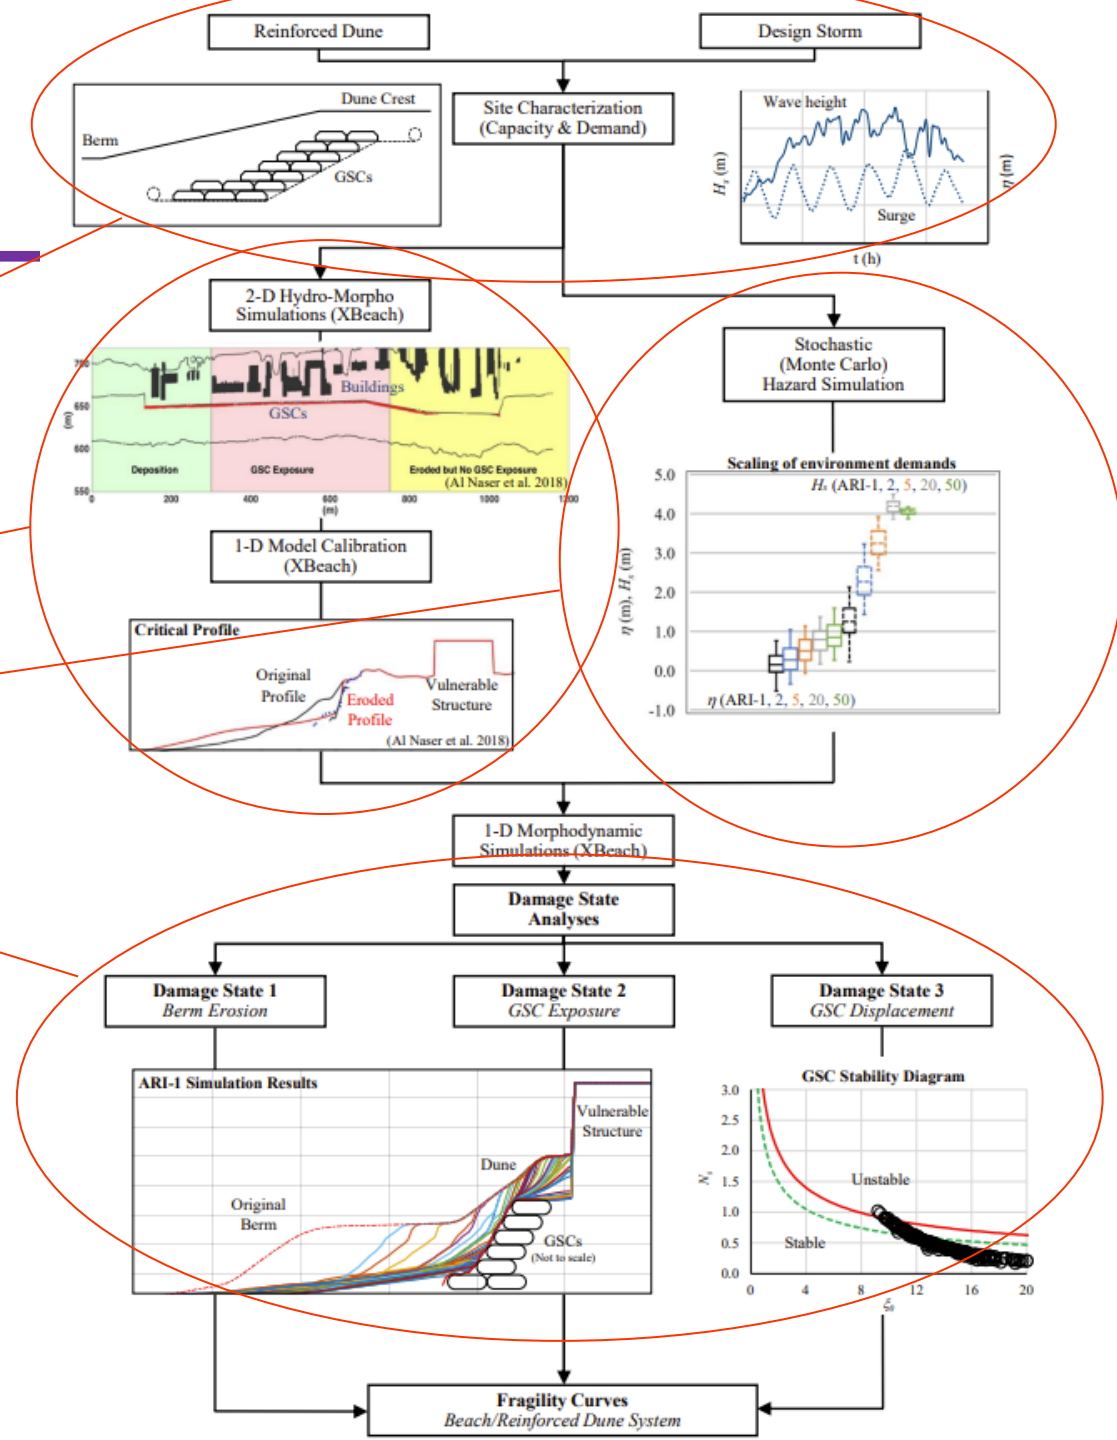 Reinforced Dune
Design Storm
Berm
Dune Crest
GSCs
Site Characterization
(Capacity & Demand)
Wave height
Surge
Hs (m)
η (m)
t (h)
2-D Hydro-Morpho
Simulations (XBeach)
700
650
600
550
(m)
Buildings
GSCs
Deposition
GSC Exposure
Eroded but No GSC Exposure
(Al Naser et al. 2018)
0 200 400 600 800 1000 1200
(m)
Stochastic
(Monte Carlo)
Hazard Simulation
Scaling of environment demands
Hs (ARI-1, 2, 5, 20, 50)
5.0
4.0
3.0
2.0
1.0
0.0
-1.0
η (m), Hs (m)
η (ARI-1, 2, 5, 20, 50)
1-D Model Calibration
(XBeach)
Critical Profile
Original
Profile
Eroded
Profile
Vulnerable
Structure
(Al Naser et al. 2018)
1-D Morphodynamic
Simulations (XBeach)
Damage State
Analyses
Damage State 1
Berm Erosion
Damage State 2
GSC Exposure
Damage State 3
GSC Displacement
ARI-1 Simulation Results
Vulnerable
Structure
Dune
Original
Berm
GSCs
(Not to scale)
GSC Stability Diagram
3.0
2.5
2.0
1.5
1.0
0.5
0.0
Ns
Unstable
Stable
0 4 8 12 16 20
ξ0
Fragility Curves
Beach/Reinforced Dune System